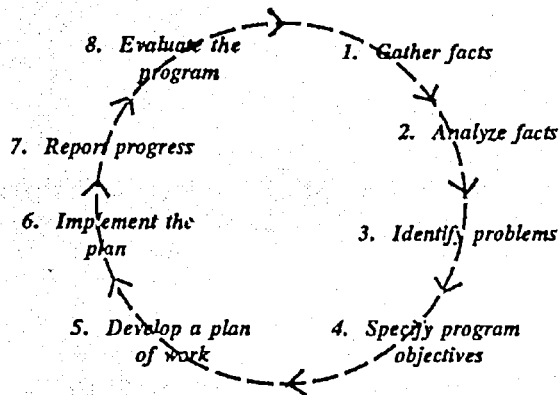 1. Gather facts
2. Analyze facts
3. Identify problems
4. Specify program
objectives
5. Develop a plan
of work
6. Implement the
plan
7. Report progress
8. Evaluate the
program